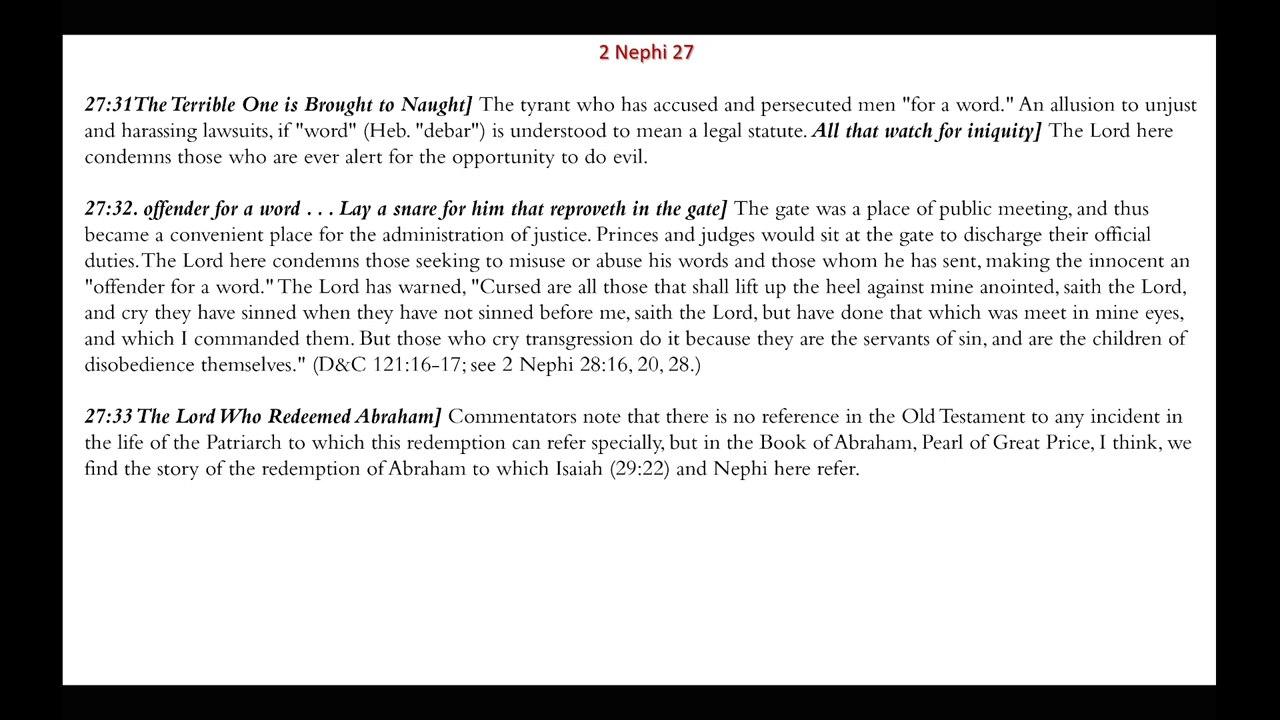 2 Nephi 27
27:31 The Terrible One is Brought to Naught] The tyrant who has accused and persecuted men "for a word." An allusion to unjust
and harassing lawsuits, if "word" (Heb. "debar") is understood to mean a legal statute. All that watch for iniquity] The Lord here
condemns those who are ever alert for the opportunity to do evil.
27:32. offender for a word . . . Lay a snare for him that reproveth in the gate] The gate was a place of public meeting, and thus
became a convenient place for the administration of justice. Princes and judges would sit at the gate to discharge their official
duties. The Lord here condemns those seeking to misuse or abuse his words and those whom he has sent, making the innocent an
"offender for a word." The Lord has warned, "Cursed are all those that shall lift up the heel against mine anointed, saith the Lord,
and cry they have sinned when they have not sinned before me, saith the Lord, but have done that which was meet in mine eyes,
and which I commanded them. But those who cry transgression do it because they are the servants of sin, and are the children of
disobedience themselves." (D&C 121:16-17; see 2 Nephi 28:16, 20, 28.)
27:33 The Lord Who Redeemed Abraham] Commentators note that there is no reference in the Old Testament to any incident in
the life of the Patriarch to which this redemption can refer specially, but in the Book of Abraham, Pearl of Great Price, I think, we
find the story of the redemption of Abraham to which Isaiah (29:22) and Nephi here refer.